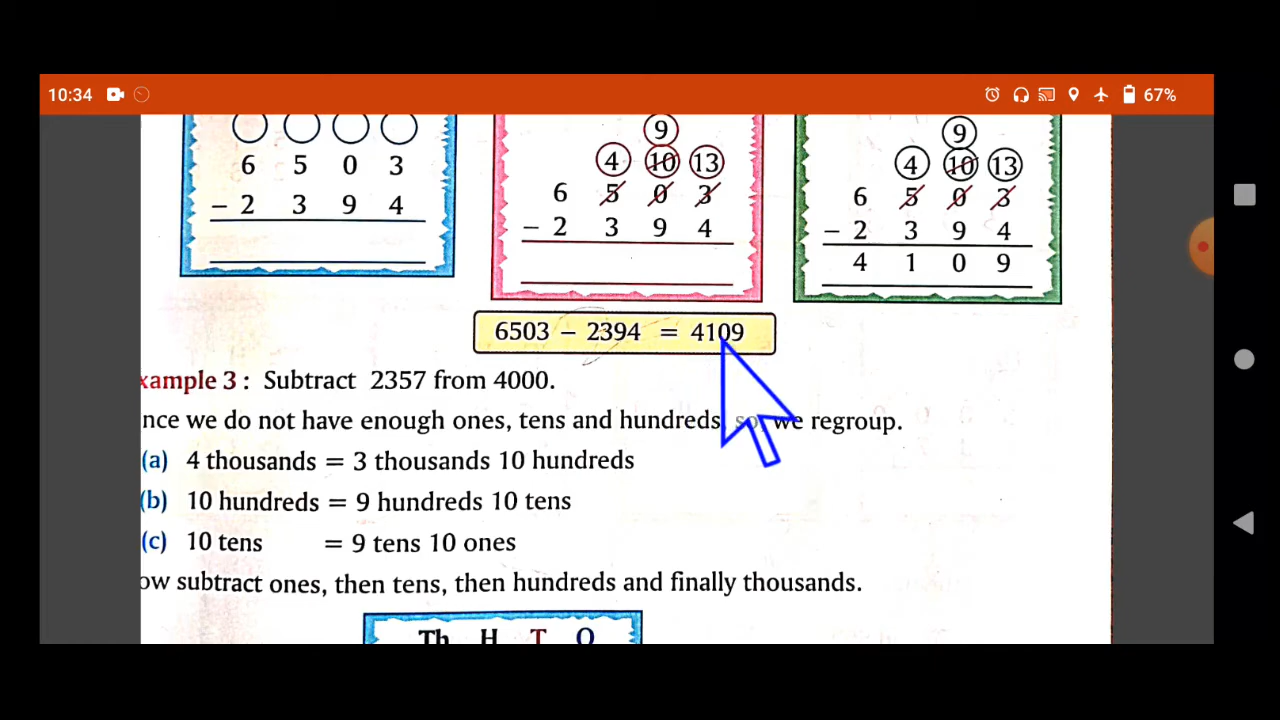 10:34 67%
6 5 0 3
− 2 3 9 4
9
4 10 13
6 5 0 3
− 2 3 9 4
9
4 10 13
6 5 0 3
− 2 3 9 4
4 1 0 9
6503 − 2394 = 4109
xample 3 : Subtract 2357 from 4000.
nce we do not have enough ones, tens and hundreds, so, we regroup.
(a) 4 thousands = 3 thousands 10 hundreds
(b) 10 hundreds = 9 hundreds 10 tens
(c) 10 tens = 9 tens 10 ones
ow subtract ones, then tens, then hundreds and finally thousands.
Th H T O